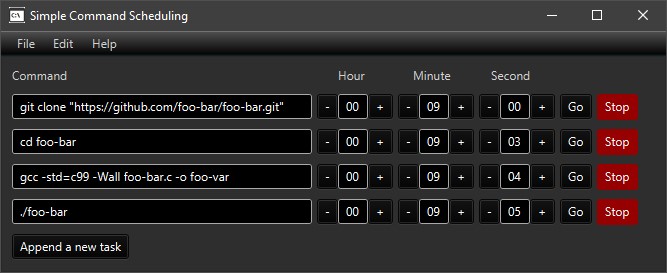 Simple Command Scheduling
File Edit Help
Command Hour Minute Second
git clone "https://github.com/foo-bar/foo-bar.git" - 00 + - 09 + - 00 + Go Stop
cd foo-bar - 00 + - 09 + - 03 + Go Stop
gcc -std=c99 -Wall foo-bar.c -o foo-var - 00 + - 09 + - 04 + Go Stop
./foo-bar - 00 + - 09 + - 05 + Go Stop
Append a new task